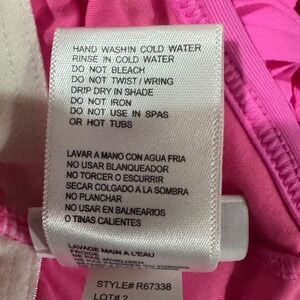 HAND WASHIN COLD WATER
RINSE IN COLD WATER
DO NOT BLEACH
DO NOT TWIST/WRING
DRIP DRY IN SHADE
DO NOT IRON
DO NOT USE IN SPAS
OR HOT TUBS
LAVAR A MANO CON AGUA FRIA
NO USAR BLANQUEADOR
NO TORCER O ESCURRIR
SECAR COLGADO A LA SOMBRA
NO PLANCHAR
NO USAR EN BALNEARIOS
O TINAS CALIENTES
LAVAGE MAIN A L'EAU
FROIDE
STYLE# R67338
LOT# 2